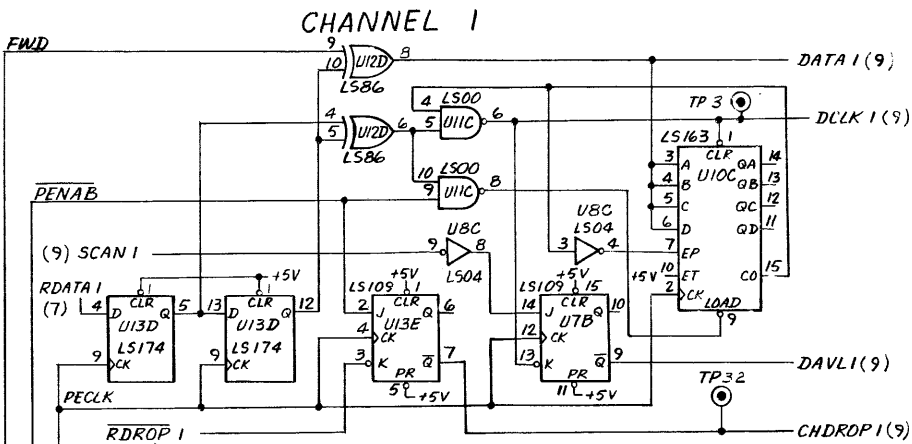 CHANNEL 1
FWD
9
10
U12D
8
LS86
DATA 1 (9)
4
5
U12D
6
LS86
LS00
4
5
U11C
6
TP 3
DCLK 1 (9)
LS00
10
9
U11C
8
LS163
1
CLR
U10C
3 A
4 B
5 C
6 D
7 EP
10 ET
+5V
2 CK
QA 14
QB 13
QC 12
QD 11
CO 15
LOAD
9
PENAB
(9) SCAN 1
9
U8C
8
LS04
U8C
LS04
3
4
RDATA 1
(7)
+5V
1
CLR
4 D
Q 5
U13D
LS174
9 CK
1
CLR
13 D
Q 12
U13D
LS174
9 CK
+5V
LS109
1
CLR
2 J
Q 6
4 U13E
CK
3 K
Q 7
PR
5
+5V
+5V
LS109
15
CLR
14 J
Q 10
12 U7B
CK
13 K
Q 9
PR
11
+5V
DAVL1(9)
TP32
PECLK
RDROP 1
CHDROP1(9)